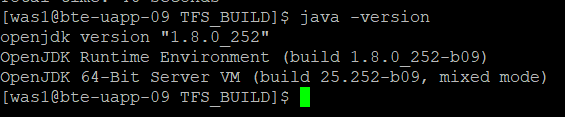 [was1@bte-uapp-09 TFS_BUILD]$ java -version
openjdk version "1.8.0_252"
OpenJDK Runtime Environment (build 1.8.0_252-b09)
OpenJDK 64-Bit Server VM (build 25.252-b09, mixed mode)
[was1@bte-uapp-09 TFS_BUILD]$